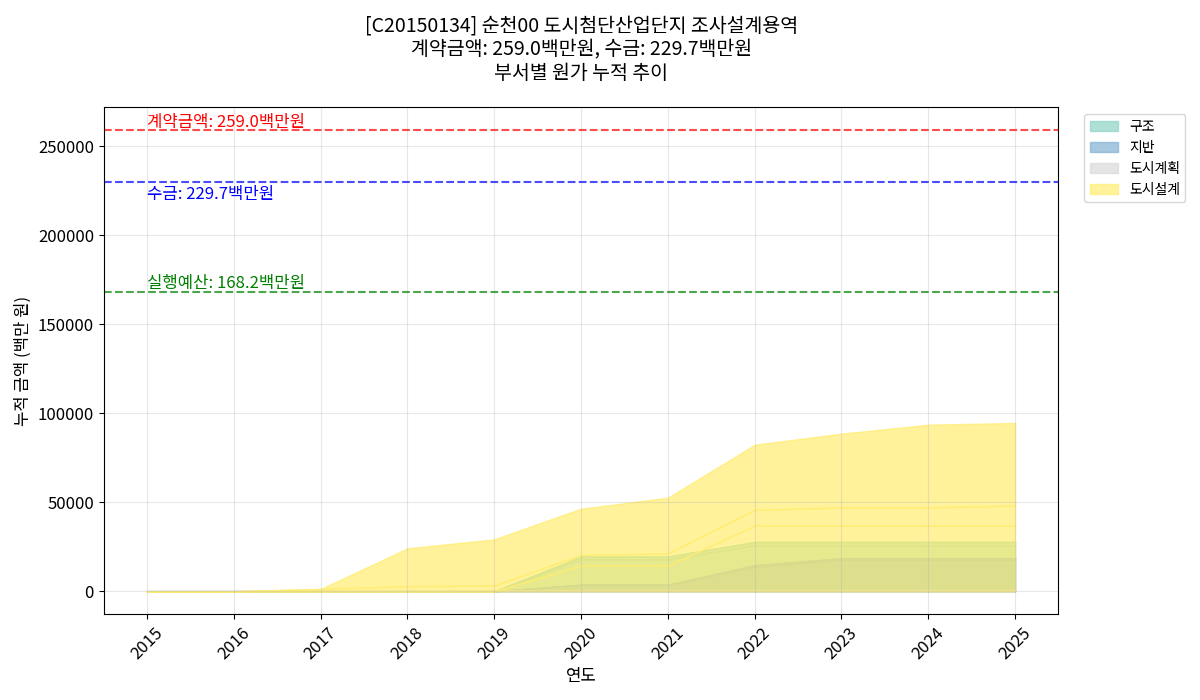 [C20150134] 순천00 도시첨단산업단지 조사설계용역
계약금액: 259.0백만원, 수금: 229.7백만원
부서별 원가 누적 추이
계약금액: 259.0백만원
수금: 229.7백만원
실행예산: 168.2백만원
구조
지반
도시계획
도시설계
누적 금액 (백만 원)
250000
200000
150000
100000
50000
0
2015
2016
2017
2018
2019
2020
2021
2022
2023
2024
2025
연도